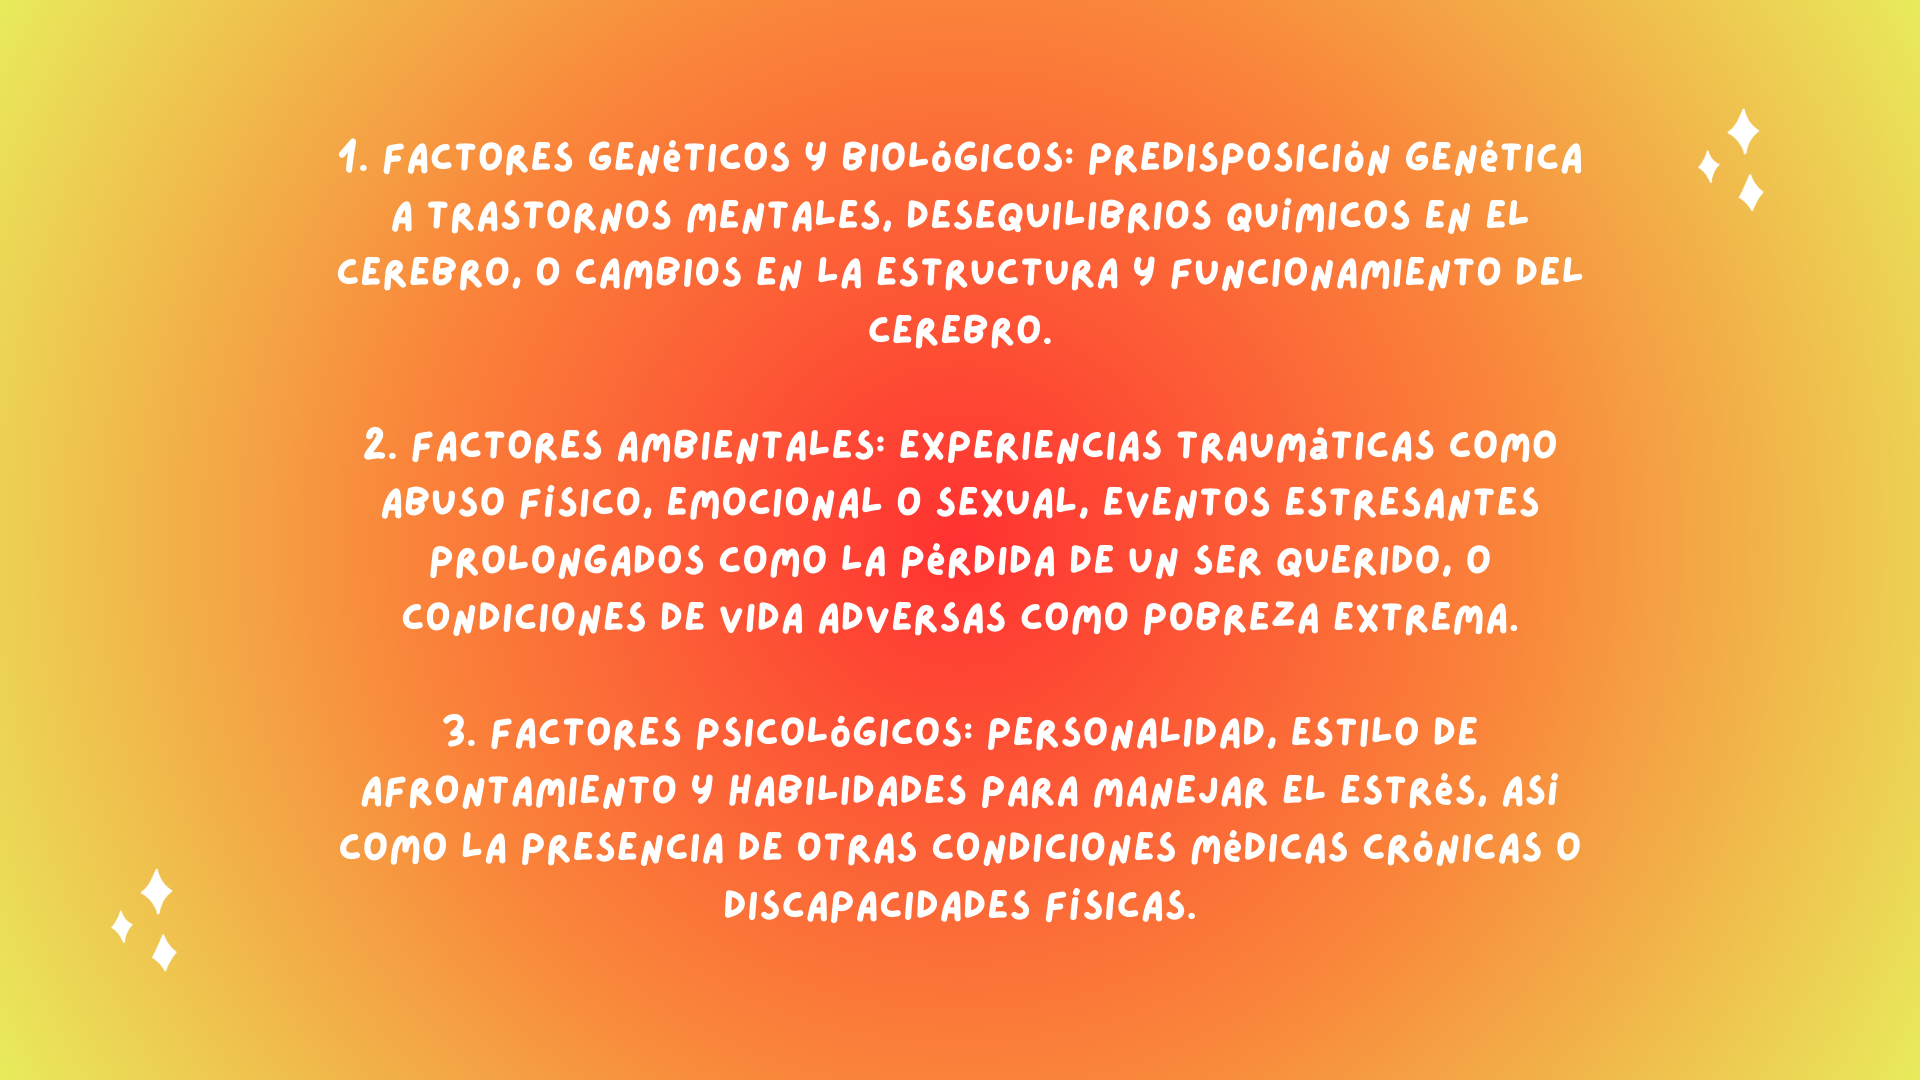 1. FACTORES GENÉTICOS Y BIOLÓGICOS: PREDISPOSICIÓN GENÉTICA
A TRASTORNOS MENTALES, DESEQUILIBRIOS QUÍMICOS EN EL
CEREBRO, O CAMBIOS EN LA ESTRUCTURA Y FUNCIONAMIENTO DEL
CEREBRO.
2. FACTORES AMBIENTALES: EXPERIENCIAS TRAUMÁTICAS COMO
ABUSO FÍSICO, EMOCIONAL O SEXUAL, EVENTOS ESTRESANTES
PROLONGADOS COMO LA PÉRDIDA DE UN SER QUERIDO, O
CONDICIONES DE VIDA ADVERSAS COMO POBREZA EXTREMA.
3. FACTORES PSICOLÓGICOS: PERSONALIDAD, ESTILO DE
AFRONTAMIENTO Y HABILIDADES PARA MANEJAR EL ESTRÉS, ASÍ
COMO LA PRESENCIA DE OTRAS CONDICIONES MÉDICAS CRÓNICAS O
DISCAPACIDADES FÍSICAS.